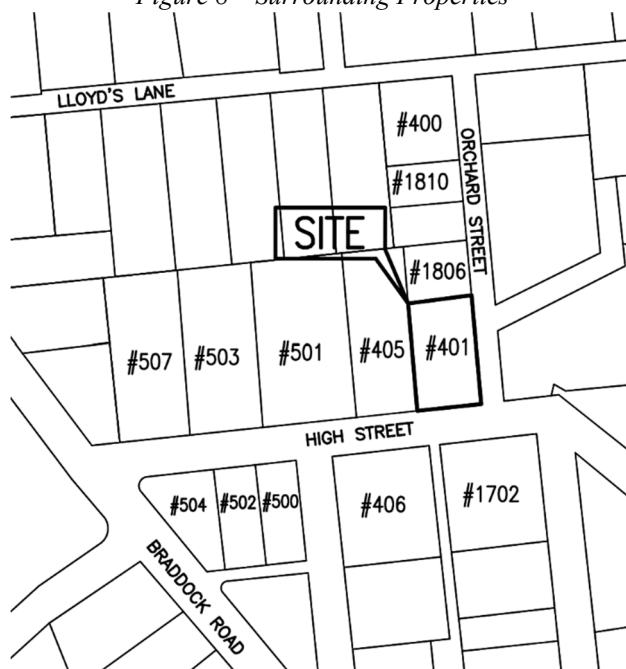 Figure 8 – Surrounding Properties
LLOYD'S LANE
#400
ORCHARD STREET
#1810
SITE
#1806
#507
#503
#501
#405
#401
HIGH STREET
#504
#502
#500
#406
#1702
BRADDOCK ROAD